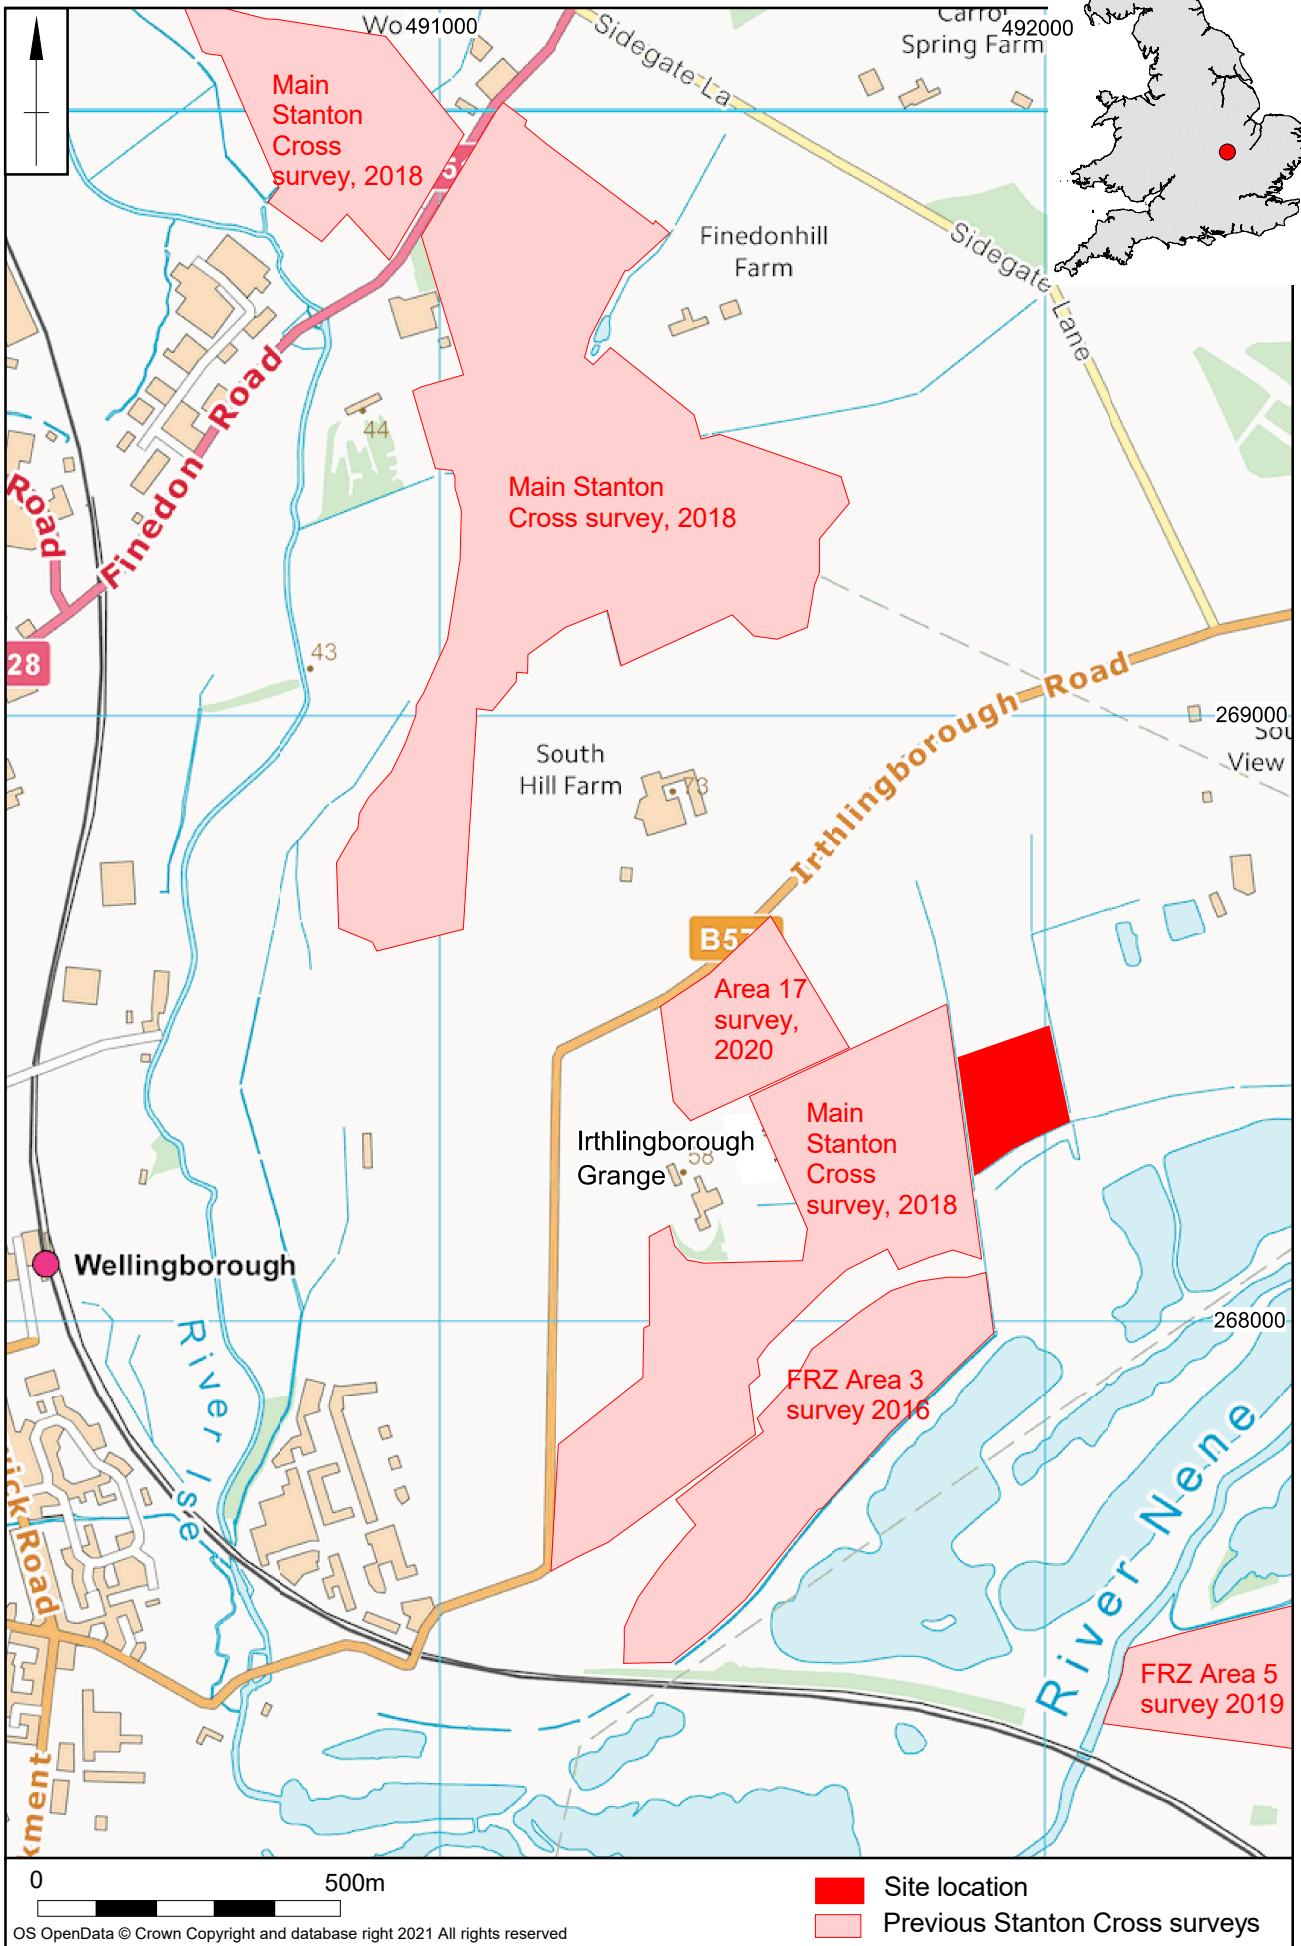 491000
492000
Spring Farm
Sidegate La
Main
Stanton
Cross
survey, 2018
Finedonhill
Farm
Sidegate Lane
44
Finedon Road
Road
Main Stanton
Cross survey, 2018
28
43
Irthlingborough Road
269000
View
South
Hill Farm
73
B57
Area 17
survey,
2020
Main
Stanton
Cross
survey, 2018
Irthlingborough
Grange
58
Wellingborough
268000
River Ise
FRZ Area 3
survey 2016
River Nene
Road
FRZ Area 5
survey 2019
0
500m
Site location
Previous Stanton Cross surveys
OS OpenData © Crown Copyright and database right 2021 All rights reserved